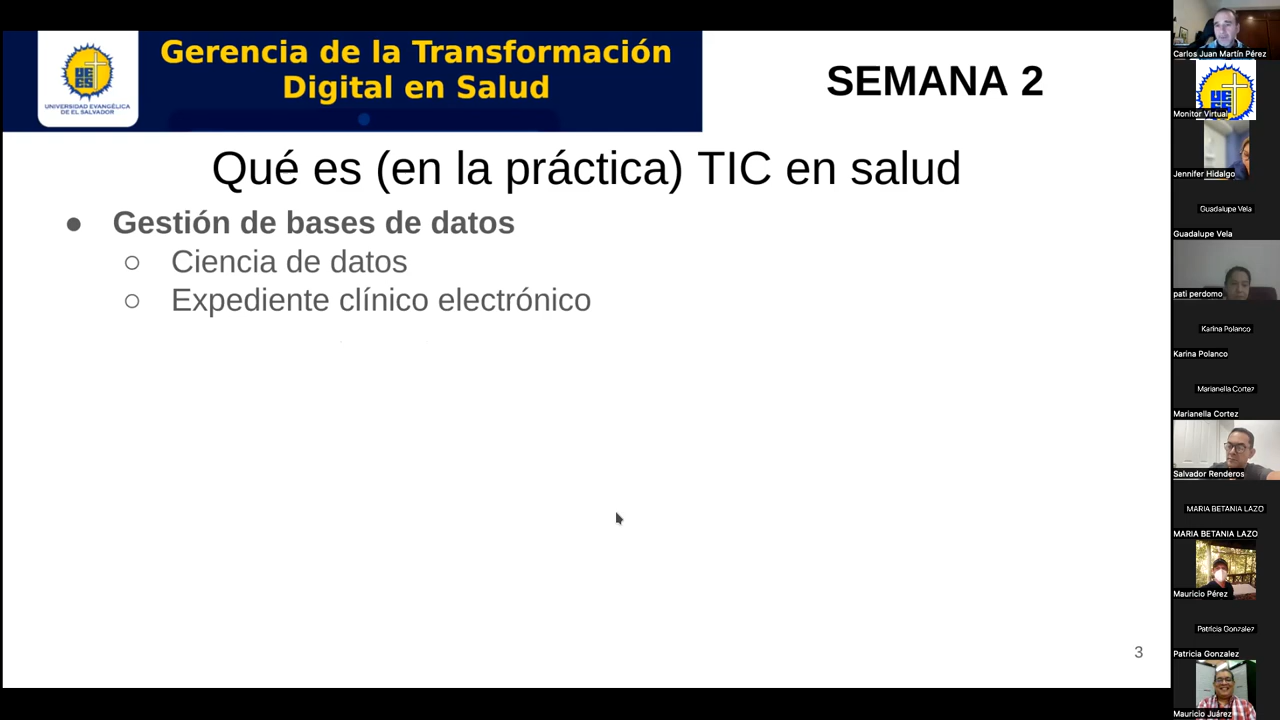 UNIVERSIDAD EVANGÉLICA
DE EL SALVADOR
Gerencia de la Transformación
Digital en Salud
SEMANA 2
Qué es (en la práctica) TIC en salud
● Gestión de bases de datos
○ Ciencia de datos
○ Expediente clínico electrónico
3
Carlos Juan Martín Pérez
Monitor Virtual
Jennifer Hidalgo
Guadalupe Vela
Guadalupe Vela
pati perdomo
Karina Polanco
Karina Polanco
Marianella Cortez
Marianella Cortez
Salvador Renderos
MARIA BETANIA LAZO
MARIA BETANIA LAZO
Mauricio Pérez
Patricia Gonzalez
Patricia Gonzalez
Mauricio Juárez